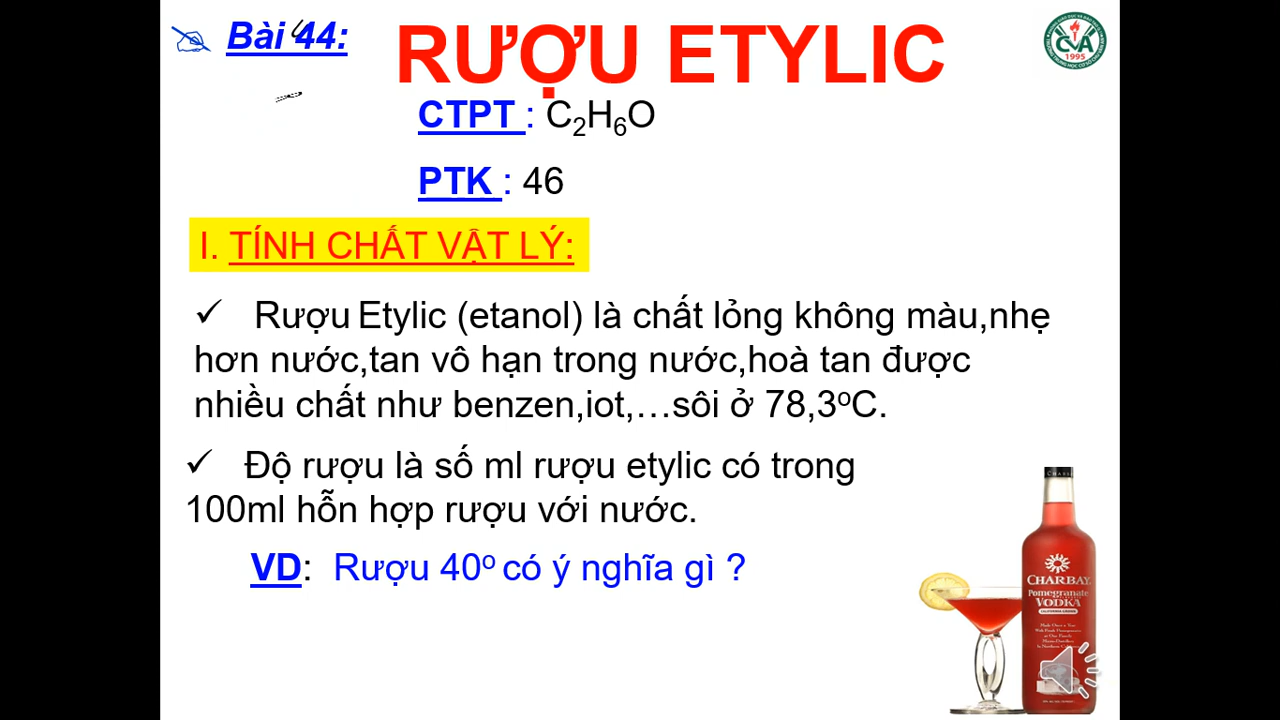 Bài 44:
RƯỢU ETYLIC
CTPT : C₂H₆O
PTK : 46
I. TÍNH CHẤT VẬT LÝ:
✓ Rượu Etylic (etanol) là chất lỏng không màu,nhẹ
hơn nước,tan vô hạn trong nước,hoà tan được
nhiều chất như benzen,iot,…sôi ở 78,3ºC.
✓ Độ rượu là số ml rượu etylic có trong
100ml hỗn hợp rượu với nước.
VD: Rượu 40º có ý nghĩa gì ?
CVA
1995
CHARBAY
Pomegranate
VODKA